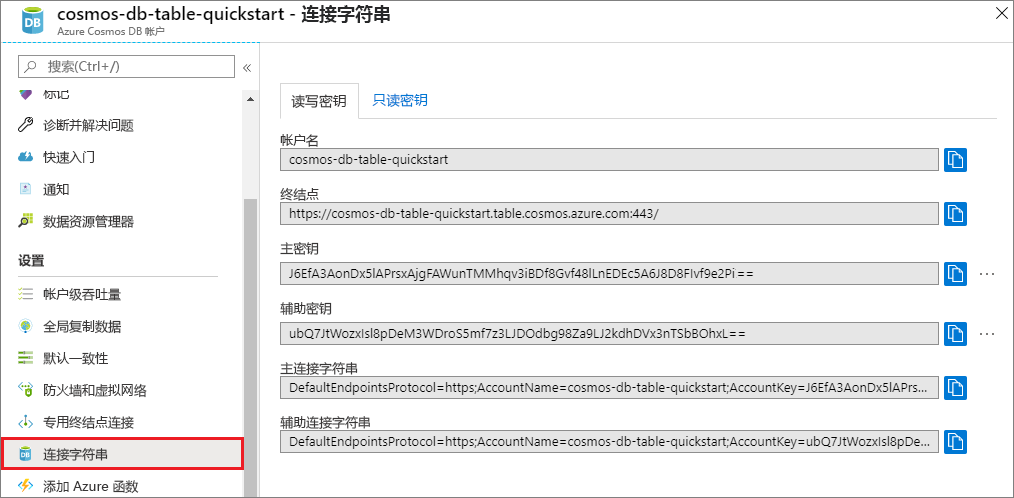 cosmos-db-table-quickstart - 连接字符串
Azure Cosmos DB 帐户
搜索(Ctrl+/)
标记
诊断并解决问题
快速入门
通知
数据资源管理器
设置
帐户级吞吐量
全局复制数据
默认一致性
防火墙和虚拟网络
专用终结点连接
连接字符串
添加 Azure 函数
读写密钥 只读密钥
帐户名
cosmos-db-table-quickstart
终结点
https://cosmos-db-table-quickstart.table.cosmos.azure.com:443/
主密钥
J6EfA3AonDx5lAPrsxAjgFAWunTMMhqv3iBDf8Gvf48lLnEDEc5A6J8D8FIvf9e2Pi==
辅助密钥
ubQ7JtWozxIsl8pDeM3WDroS5mf7z3LJDOdbg98Za9LJ2kdhDVx3nTSbBOhxL==
主连接字符串
DefaultEndpointsProtocol=https;AccountName=cosmos-db-table-quickstart;AccountKey=J6EfA3AonDx5lAPrs...
辅助连接字符串
DefaultEndpointsProtocol=https;AccountName=cosmos-db-table-quickstart;AccountKey=ubQ7JtWozxIsl8pDe...